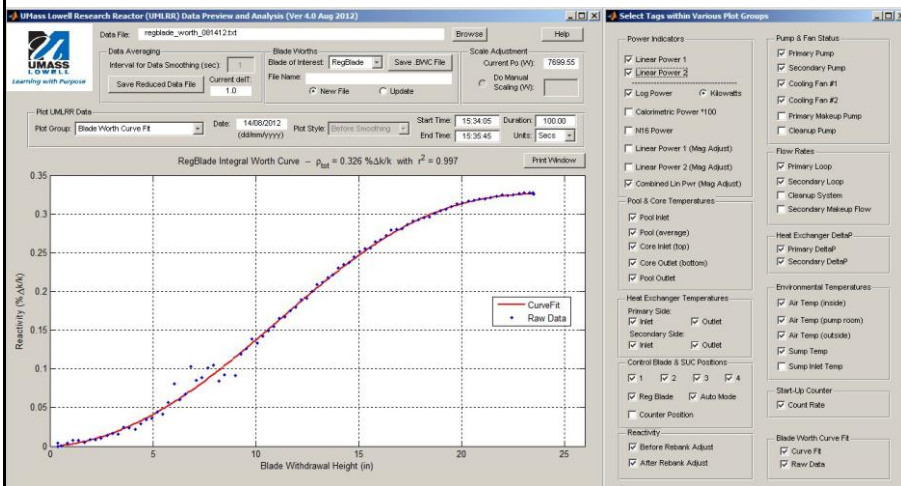 UMass Lowell Research Reactor (UMLRR) Data Preview and Analysis (Ver 4.0 Aug 2012)
UMASS
LOWELL
Learning with Purpose
Data File: regblade_worth_081412.txt Browse Help
Data Averaging
Interval for Data Smoothing (sec): 1
Save Reduced Data File
Current delT:
1.0
Blade Worths
Blade of Interest: RegBlade Save .BWC File
File Name:
New File Update
Scale Adjustment
Current Po (W): 7699.55
Do Manual
Scaling (W):
Plot UMLRR Data
Plot Group: Blade Worth Curve Fit
Date: 14/08/2012
(dd/mm/yyyy)
Plot Style: Before Smoothing
Start Time: 15:34:05 Duration: 100.00
End Time: 15:35:45 Units: Secs
RegBlade Integral Worth Curve – ρtot = 0.326 %Δk/k with r² = 0.997
Print Window
Reactivity (% Δk/k)
0.35
0.3
0.25
0.2
0.15
0.1
0.05
0
CurveFit
Raw Data
0 5 10 15 20 25
Blade Withdrawal Height (in)
Select Tags within Various Plot Groups
Power Indicators
Linear Power 1
Linear Power 2
Log Power Kilowatts
Calorimetric Power *100
N16 Power
Linear Power 1 (Mag Adjust)
Linear Power 2 (Mag Adjust)
Combined Lin Pwr (Mag Adjust)
Pool & Core Temperatures
Pool Inlet
Pool (average)
Core Inlet (top)
Core Outlet (bottom)
Pool Outlet
Heat Exchanger Temperatures
Primary Side:
Inlet Outlet
Secondary Side:
Inlet Outlet
Control Blade & SUC Positions
1 2 3 4
Reg Blade Auto Mode
Counter Position
Reactivity
Before Rebank Adjust
After Rebank Adjust
Pump & Fan Status
Primary Pump
Secondary Pump
Cooling Fan #1
Cooling Fan #2
Primary Makeup Pump
Cleanup Pump
Flow Rates
Primary Loop
Secondary Loop
Cleanup System
Secondary Makeup Flow
Heat Exchanger DeltaP
Primary DeltaP
Secondary DeltaP
Environmental Temperatures
Air Temp (inside)
Air Temp (pump room)
Air Temp (outside)
Sump Temp
Sump Inlet Temp
Start-Up Counter
Count Rate
Blade Worth Curve Fit
Curve Fit
Raw Data